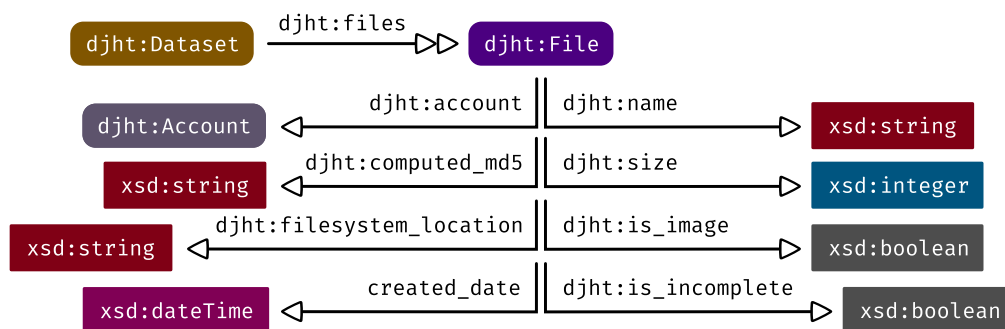 djht:files
djht:Dataset
djht:File
djht:account
djht:name
djht:Account
xsd:string
djht:computed_md5
djht:size
xsd:string
xsd:integer
djht:filesystem_location
djht:is_image
xsd:string
xsd:boolean
created_date
djht:is_incomplete
xsd:dateTime
xsd:boolean